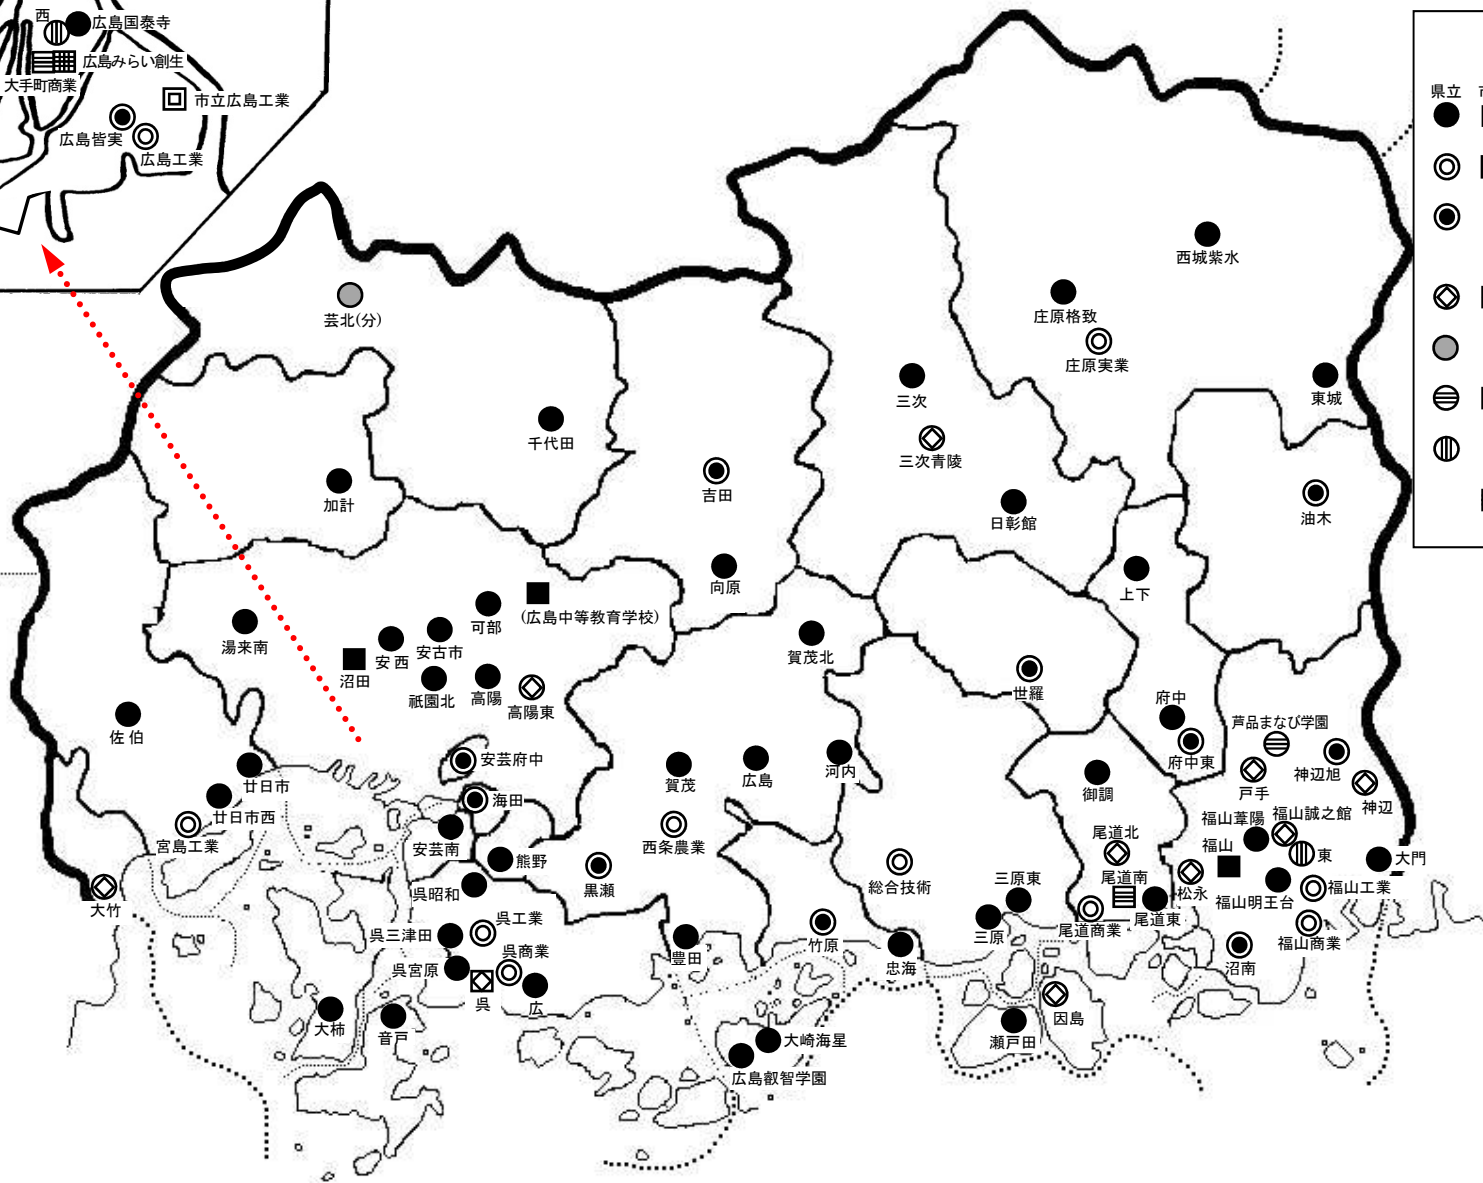 西
広島国泰寺
広島みらい創生
大手町商業
市立広島工業
広島皆実
広島工業
県立
芸北(分)
西城紫水
庄原格致
庄原実業
東城
三次
三次青陵
千代田
加計
吉田
日彰館
油木
向原
上下
(広島中等教育学校)
可部
湯来南
安古市
安西
沼田
祇園北
高陽
高陽東
賀茂北
世羅
府中
府中東
芦品まなび学園
神辺旭
戸手
神辺
佐伯
廿日市
廿日市西
宮島工業
大竹
安芸府中
海田
安芸南
熊野
呉昭和
賀茂
広島
河内
西条農業
黒瀬
御調
尾道北
尾道南
尾道東
尾道商業
松永
福山葦陽
福山誠之館
福山
東
大門
福山明王台
福山工業
福山商業
沼南
総合技術
三原東
三原
竹原
忠海
豊田
呉三津田
呉工業
呉商業
呉宮原
呉
広
大柿
音戸
因島
瀬戸田
大崎海星
広島叡智学園